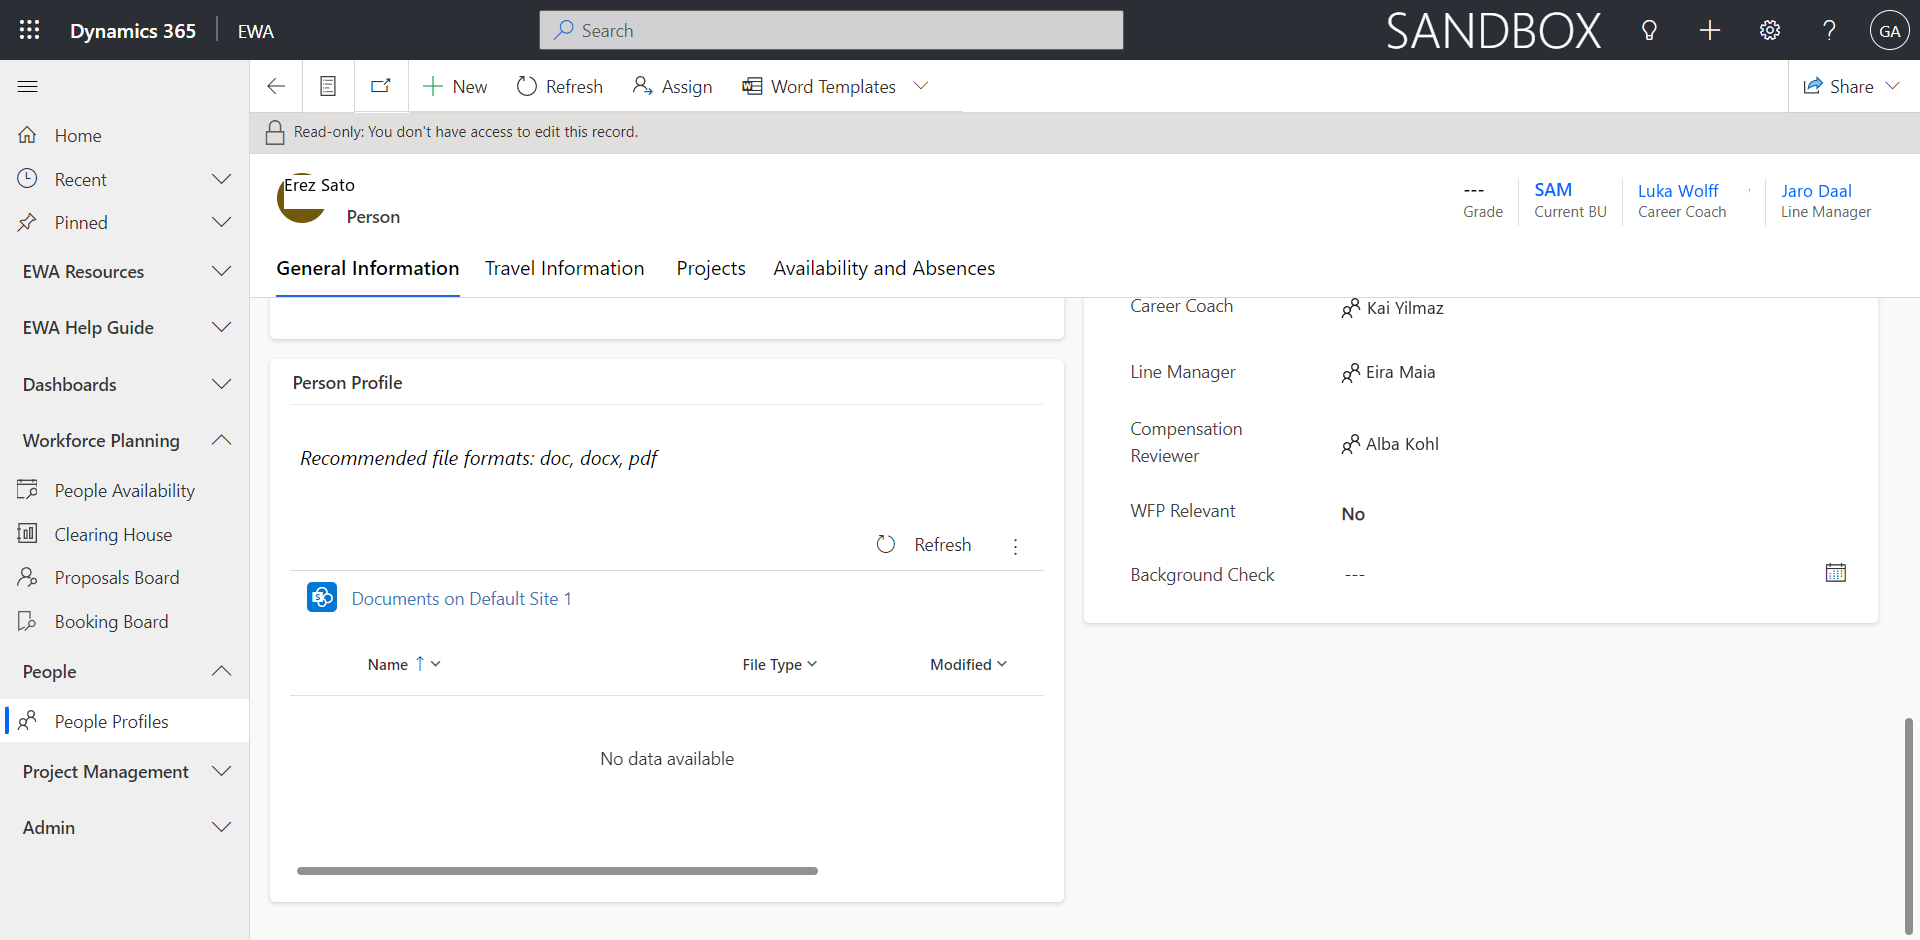 Dynamics 365
EWA
Search
SANDBOX
GA
New
Refresh
Assign
Word Templates
Share
Read-only: You don't have access to edit this record.
Home
Recent
Pinned
EWA Resources
EWA Help Guide
Dashboards
Workforce Planning
People Availability
Clearing House
Proposals Board
Booking Board
People
People Profiles
Project Management
Admin
Erez Sato
Person
---
Grade
SAM
Current BU
Luka Wolff
Career Coach
Jaro Daal
Line Manager
General Information
Travel Information
Projects
Availability and Absences
Person Profile
Recommended file formats: doc, docx, pdf
Refresh
Documents on Default Site 1
Name
File Type
Modified
No data available
Career Coach
Kai Yilmaz
Line Manager
Eira Maia
Compensation
Reviewer
Alba Kohl
WFP Relevant
No
Background Check
---